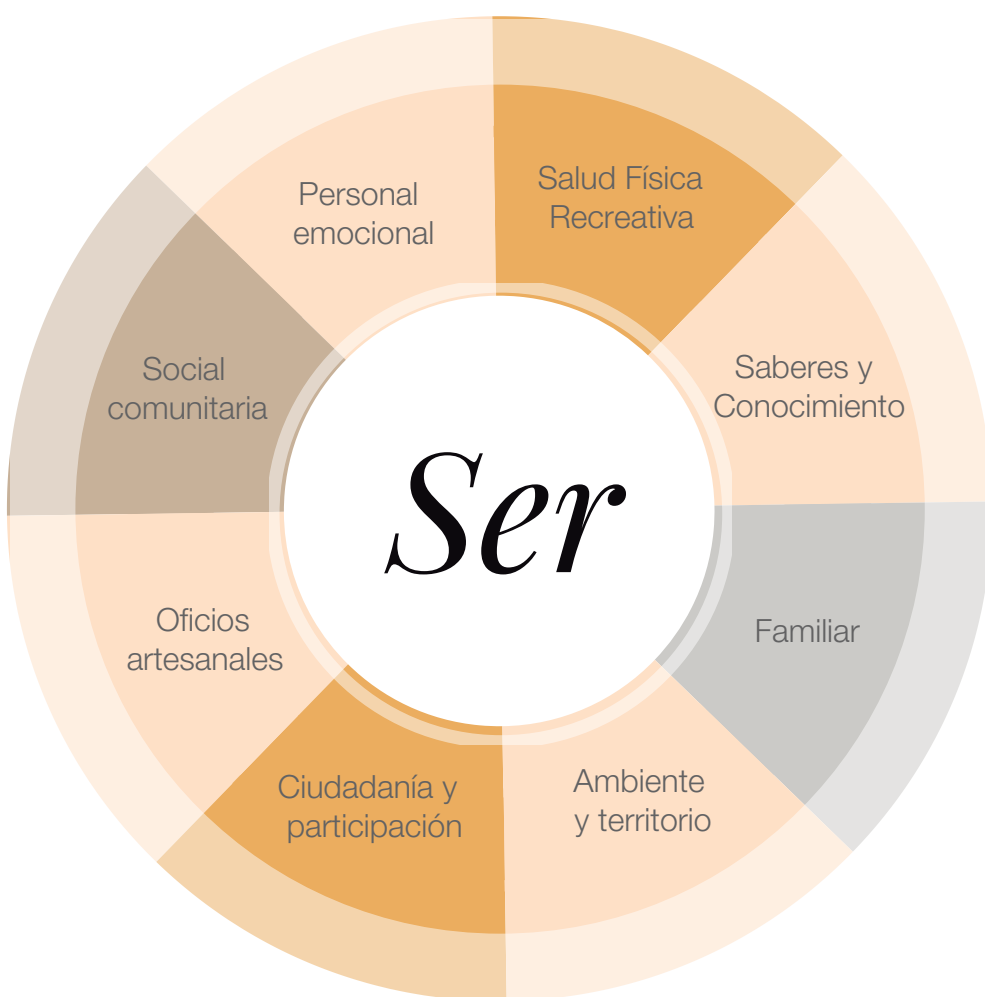 Personal
emocional
Salud Física
Recreativa
Saberes y
Conocimiento
Familiar
Ambiente
y territorio
Ciudadanía y
participación
Oficios
artesanales
Social
comunitaria
Ser